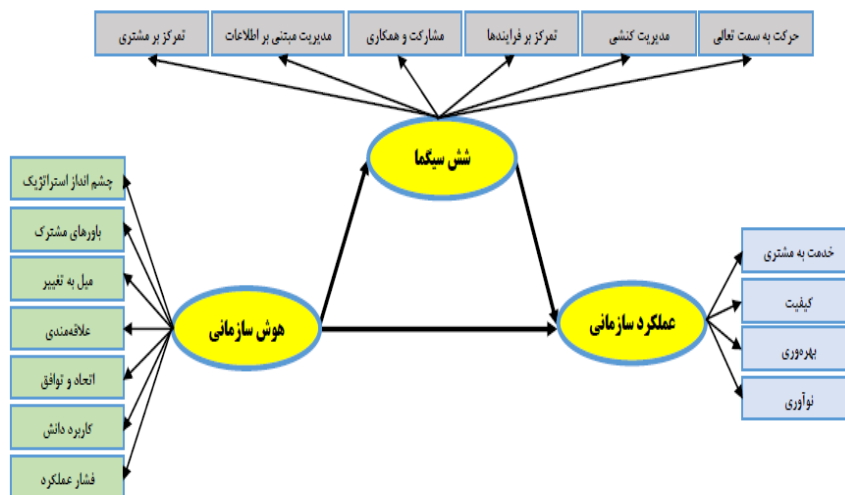 حرکت به سمت تعالی
مدیریت کنشی
تمرکز بر فرایندها
مشارکت و همکاری
مدیریت مبتنی بر اطلاعات
تمرکز بر مشتری
شش سیگما
چشم انداز استراتژیک
باورهای مشترک
میل به تغییر
علاقه‌مندی
اتحاد و توافق
کاربرد دانش
فشار عملکرد
هوش سازمانی
عملکرد سازمانی
خدمت به مشتری
کیفیت
بهره‌وری
نوآوری